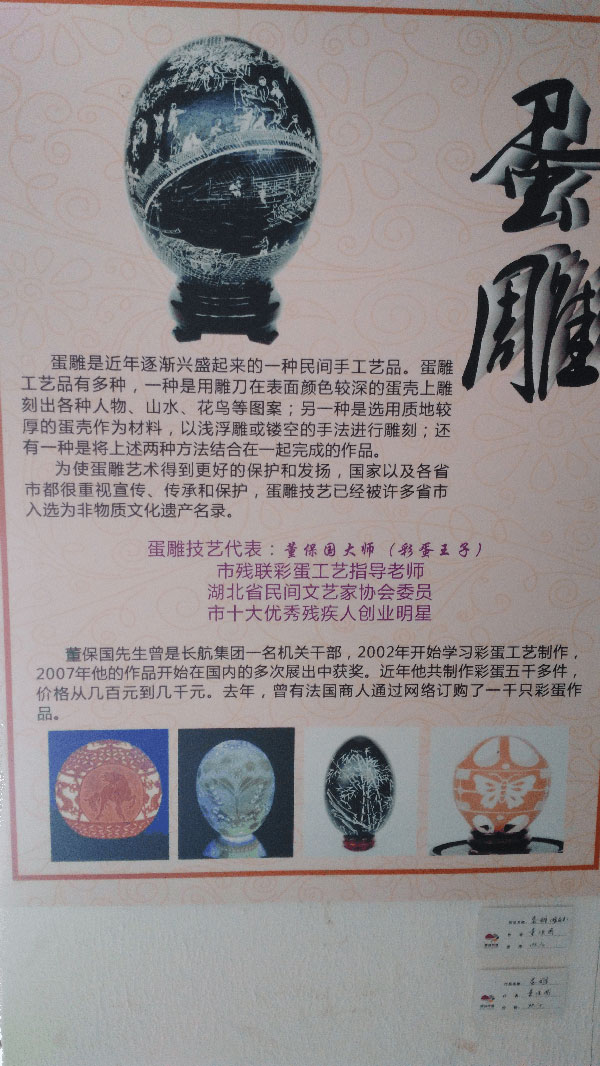 蛋雕
蛋雕是近年逐渐兴盛起来的一种民间手工艺品。蛋雕
工艺品有多种，一种是用雕刀在表面颜色较深的蛋壳上雕
刻出各种人物、山水、花鸟等图案；另一种是选用质地较
厚的蛋壳作为材料，以浅浮雕或镂空的手法进行雕刻；还
有一种是将上述两种方法结合在一起完成的作品。
为使蛋雕艺术得到更好的保护和发扬，国家以及各省
市都很重视宣传、传承和保护，蛋雕技艺已经被许多省市
入选为非物质文化遗产名录。
蛋雕技艺代表：董保国大师（彩蛋王子）
市残联彩蛋工艺指导老师
湖北省民间文艺家协会委员
市十大优秀残疾人创业明星
董保国先生曾是长航集团一名机关干部，2002年开始学习彩蛋工艺制作，
2007年他的作品开始在国内的多次展出中获奖。近年他共制作彩蛋五千多件，
价格从几百元到几千元。去年，曾有法国商人通过网络订购了一千只彩蛋作
品。